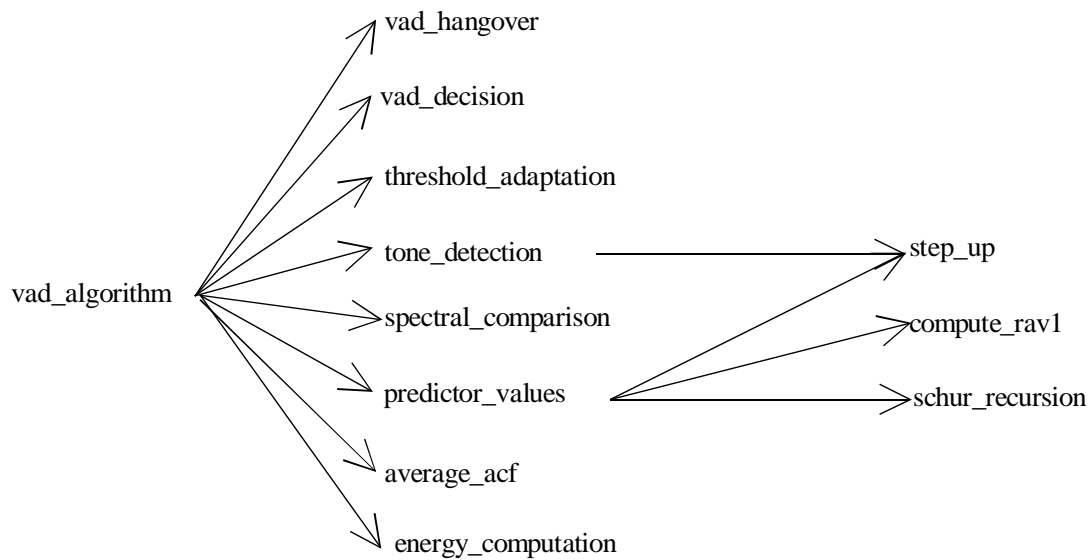 vad_hangover
vad_decision
threshold_adaptation
tone_detection
step_up
vad_algorithm
spectral_comparison
compute_rav1
predictor_values
schur_recursion
average_acf
energy_computation